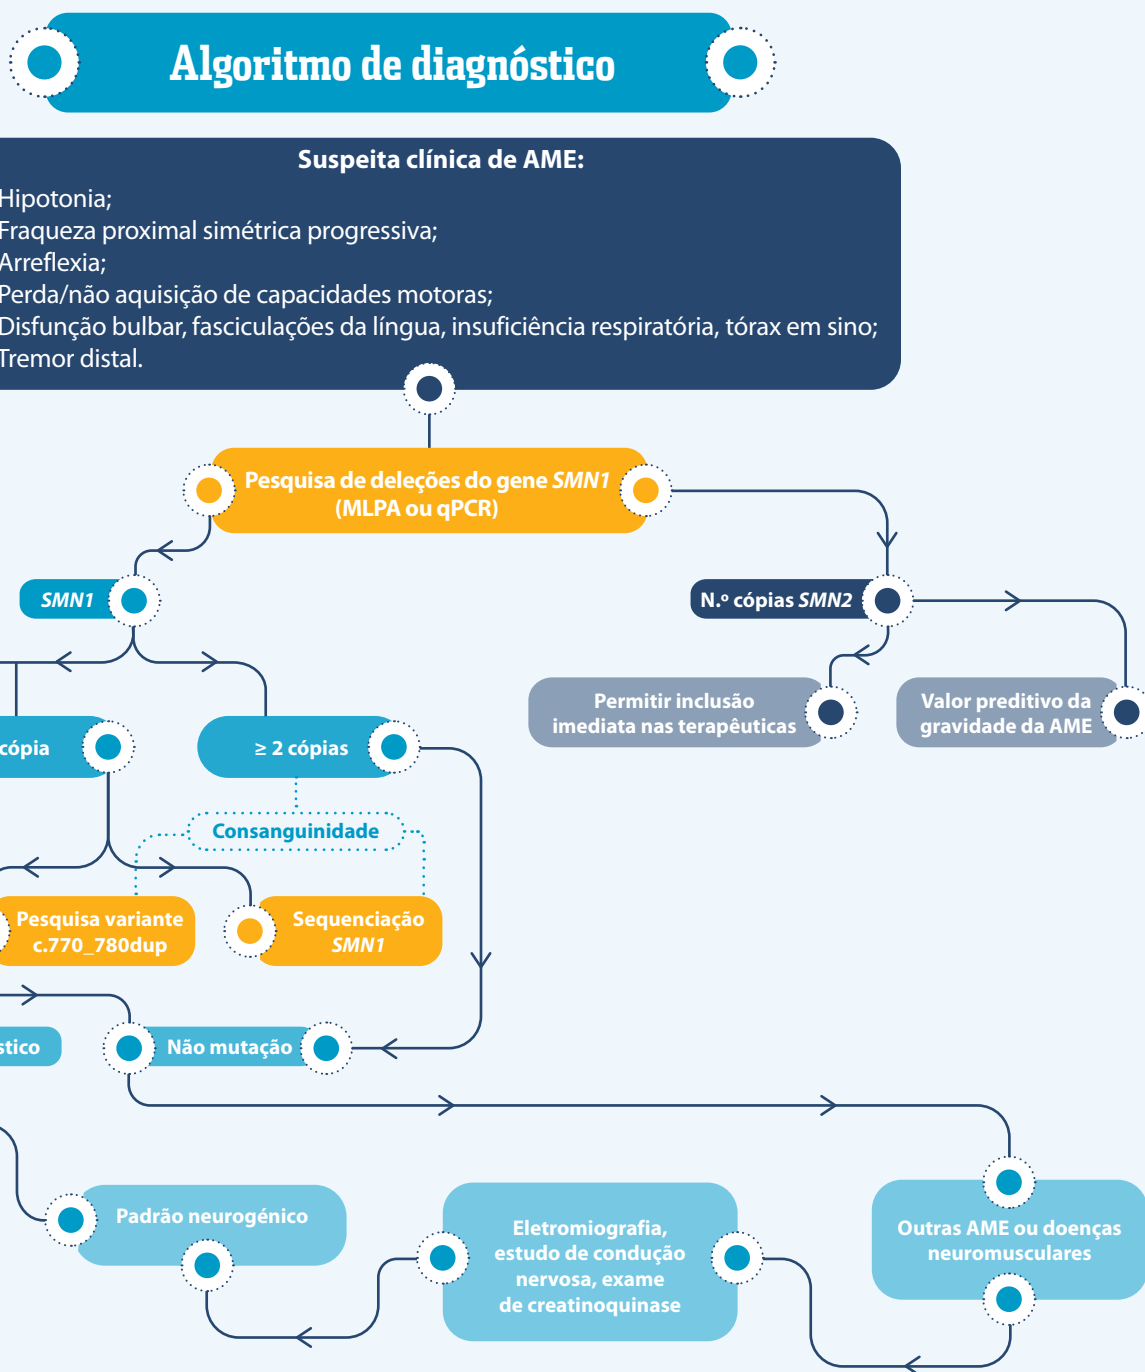 Algoritmo de diagnóstico
Suspeita clínica de AME:
Hipotonia;
Fraqueza proximal simétrica progressiva;
Arreflexia;
Perda/não aquisição de capacidades motoras;
Disfunção bulbar, fasciculações da língua, insuficiência respiratória, tórax em sino;
Tremor distal.
Pesquisa de deleções do gene SMN1
(MLPA ou qPCR)
SMN1
N.º cópias SMN2
Permitir inclusão
imediata nas terapêuticas
Valor preditivo da
gravidade da AME
cópia
≥ 2 cópias
Consanguinidade
Pesquisa variante
c.770_780dup
Sequenciação
SMN1
stico
Não mutação
Padrão neurogénico
Eletromiografia,
estudo de condução
nervosa, exame
de creatinoquinase
Outras AME ou doenças
neuromusculares